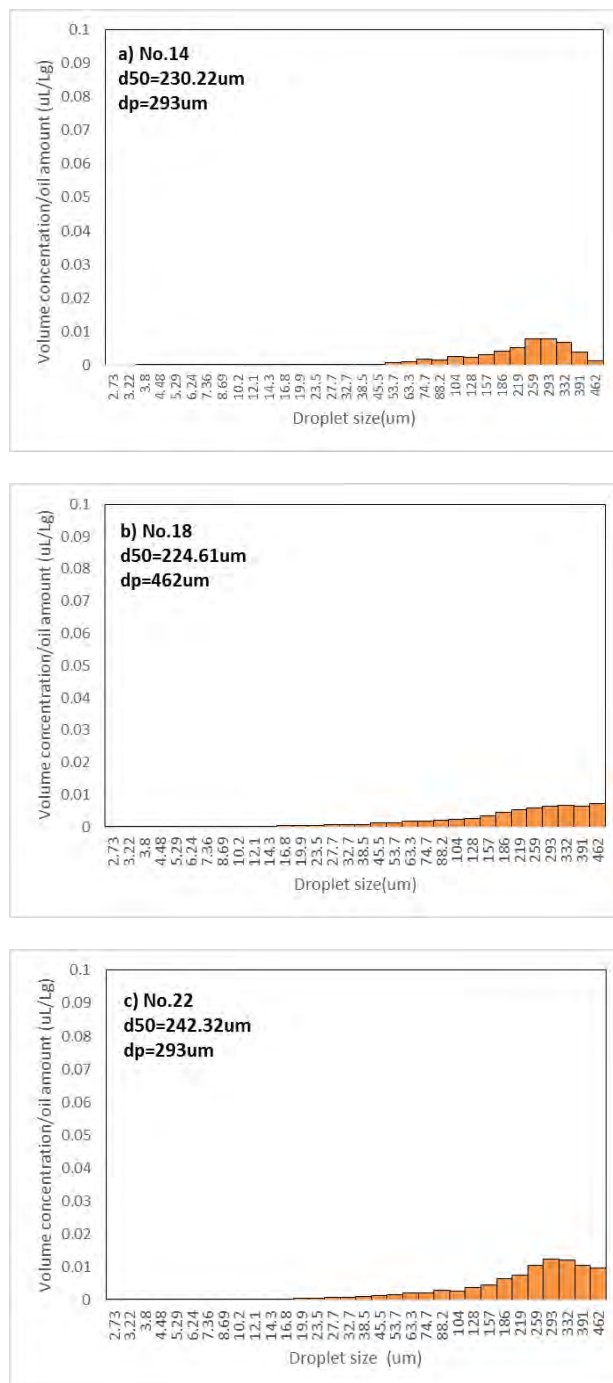 a) No.14
d50=230.22um
dp=293um
Volume concentation/oil amount (uL/Lg)
0.1
0.09
0.08
0.07
0.06
0.05
0.04
0.03
0.02
0.01
0
2.73 3.22 3.8 4.48 5.29 6.24 7.36 8.69 10.2 12.1 14.3 16.8 19.9 23.5 27.7 32.7 38.5 45.5 53.7 63.3 74.7 88.2 104 128 157 186 219 259 293 332 391 462
Droplet size(um)
b) No.18
d50=224.61um
dp=462um
Volume concentration/oil amount (uL/Lg)
0.1
0.09
0.08
0.07
0.06
0.05
0.04
0.03
0.02
0.01
0
2.73 3.22 3.8 4.48 5.29 6.24 7.36 8.69 10.2 12.1 14.3 16.8 19.9 23.5 27.7 32.7 38.5 45.5 53.7 63.3 74.7 88.2 104 128 157 186 219 259 293 332 391 462
Droplet size(um)
c) No.22
d50=242.32um
dp=293um
Volume concentration/oil amount (uL/Lg)
0.1
0.09
0.08
0.07
0.06
0.05
0.04
0.03
0.02
0.01
0
2.73 3.22 3.8 4.48 5.29 6.24 7.36 8.69 10.2 12.1 14.3 16.8 19.9 23.5 27.7 32.7 38.5 45.5 53.7 63.3 74.7 88.2 104 128 157 186 219 259 293 332 391 462
Droplet size (um)